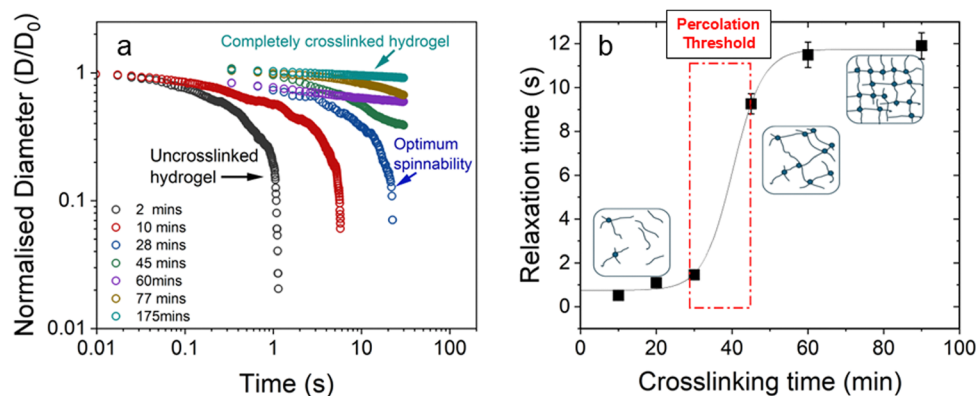 a
Completely crosslinked hydrogel
Uncrosslinked
hydrogel
Optimum
spinnability
2 mins
10 mins
28 mins
45 mins
60mins
77 mins
175mins
Normalised Diameter (D/D0)
1
0.1
0.01
0.01
0.1
1
10
100
Time (s)
Percolation
Threshold
b
Relaxation time (s)
12
10
8
6
4
2
0
0
20
40
60
80
100
Crosslinking time (min)